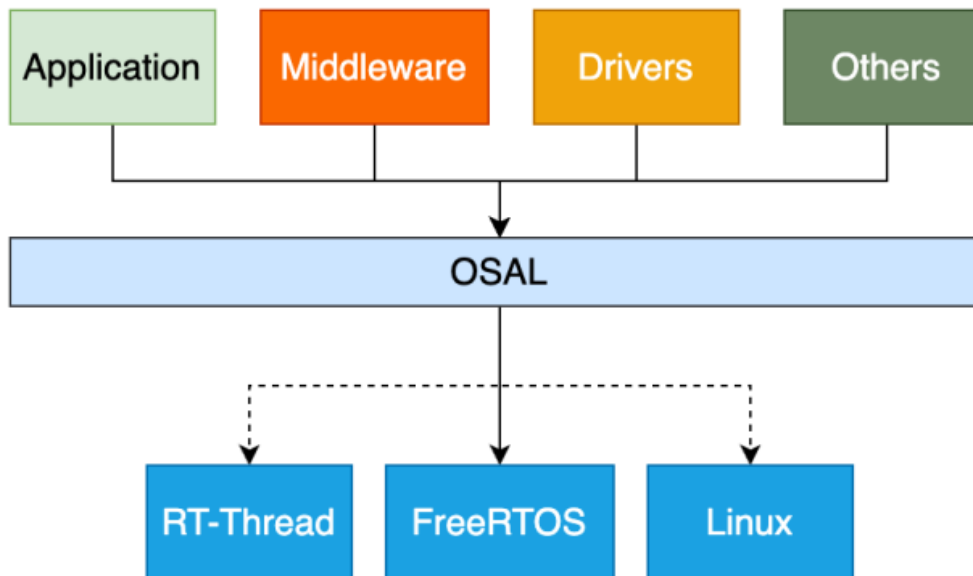 Application
Middleware
Drivers
Others
OSAL
RT-Thread
FreeRTOS
Linux